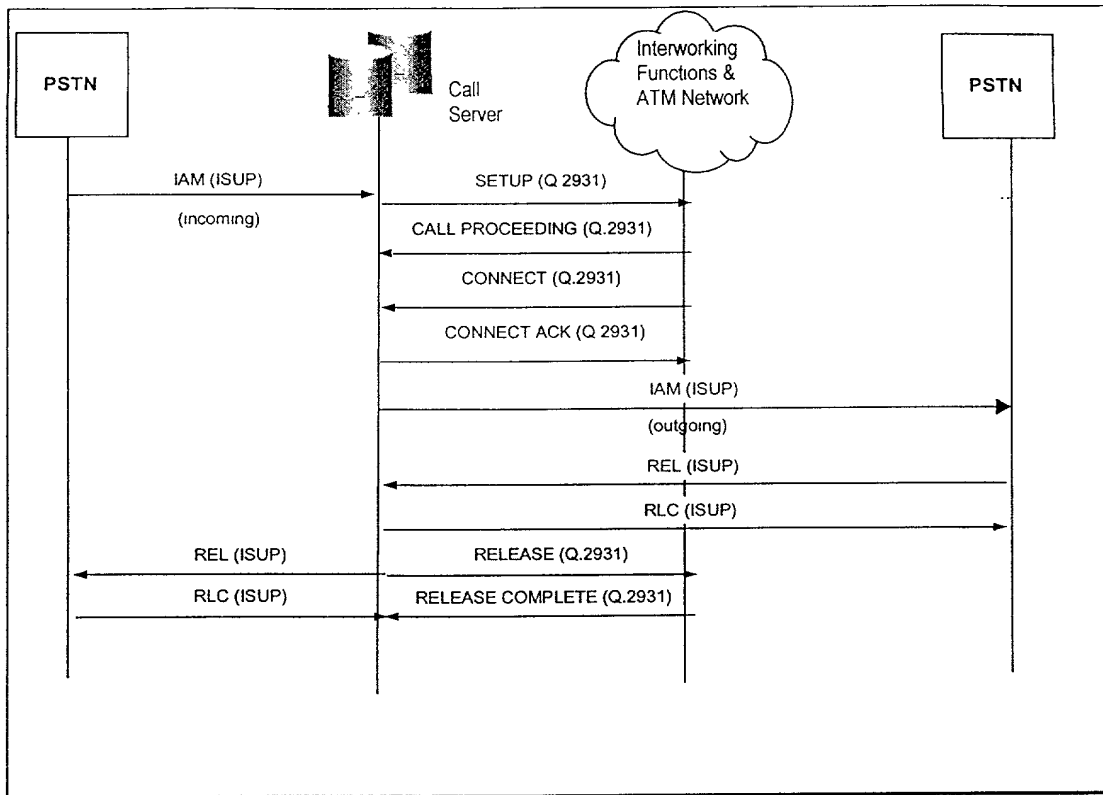 PSTN
Call
Server
Interworking
Functions &
ATM Network
PSTN
IAM (ISUP)
(incoming)
SETUP (Q 2931)
CALL PROCEEDING (Q.2931)
CONNECT (Q.2931)
CONNECT ACK (Q 2931)
IAM (ISUP)
(outgoing)
REL (ISUP)
RLC (ISUP)
REL (ISUP)
RELEASE (Q.2931)
RLC (ISUP)
RELEASE COMPLETE (Q.2931)